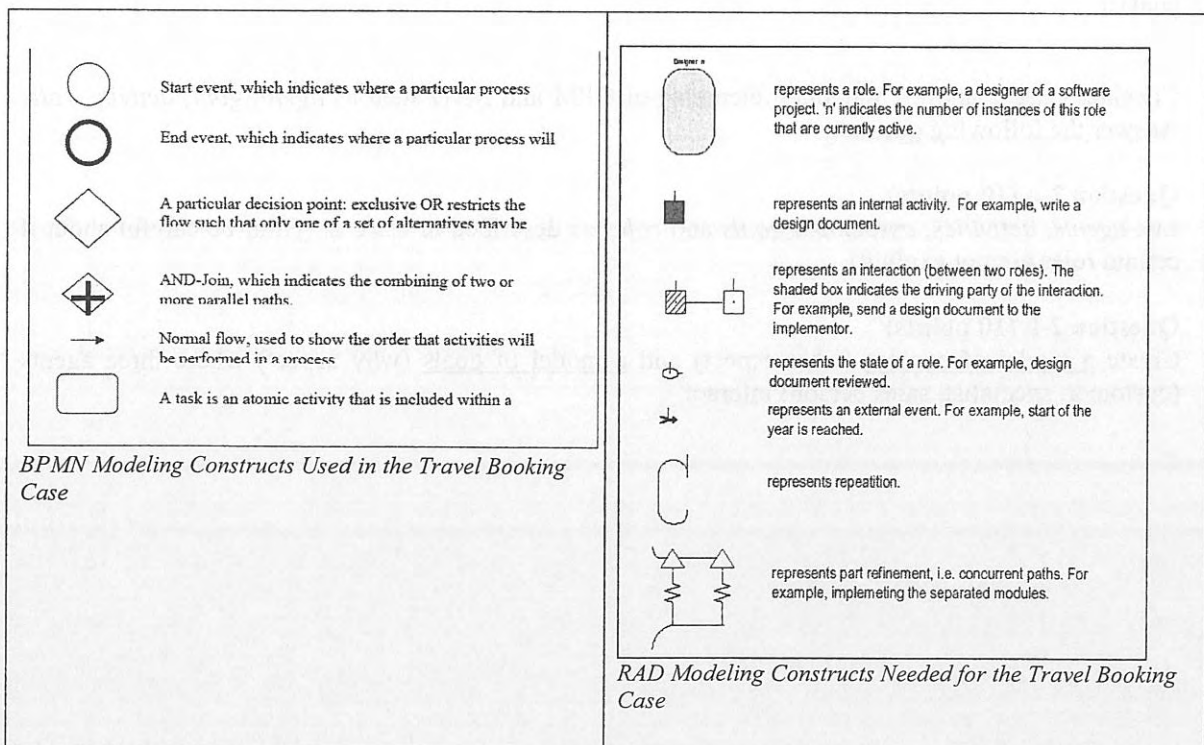 Start event, which indicates where a particular process
End event, which indicates where a particular process will
A particular decision point: exclusive OR restricts the
flow such that only one of a set of alternatives may be
AND-Join, which indicates the combining of two or
more parallel paths.
Normal flow, used to show the order that activities will
be performed in a process
A task is an atomic activity that is included within a
BPMN Modeling Constructs Used in the Travel Booking
Case
Designer n
represents a role. For example, a designer of a software
project. 'n' indicates the number of instances of this role
that are currently active.
represents an internal activity. For example, write a
design document.
represents an interaction (between two roles). The
shaded box indicates the driving party of the interaction.
For example, send a design document to the
implementor.
represents the state of a role. For example, design
document reviewed.
represents an external event. For example, start of the
year is reached.
represents repeatition.
represents part refinement, i.e. concurrent paths. For
example, implemeting the separated modules.
RAD Modeling Constructs Needed for the Travel Booking
Case